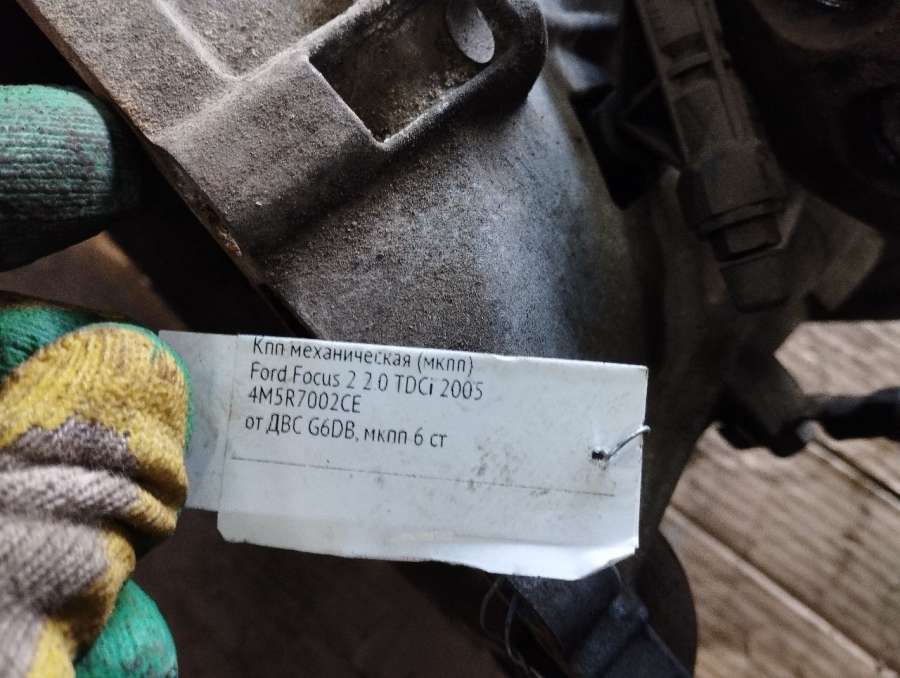 Кпп механическая (мкпп)
Ford Focus 2 2.0 TDCi 2005
4M5R7002CE
от ДВС G6DB, мкпп 6 ст